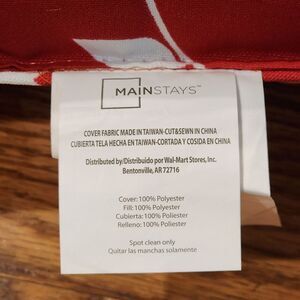 MAINSTAYS™
COVER FABRIC MADE IN TAIWAN-CUT&SEWN IN CHINA
CUBIERTA TELA HECHA EN TAIWAN-CORTADA Y COSIDA EN CHINA
Distributed by/Distribuido por Wal-Mart Stores, Inc.
Bentonville, AR 72716
Cover: 100% Polyester
Fill: 100% Polyester
Cubierta: 100% Poliester
Relleno: 100% Poliester
Spot clean only
Quitar las manchas solamente